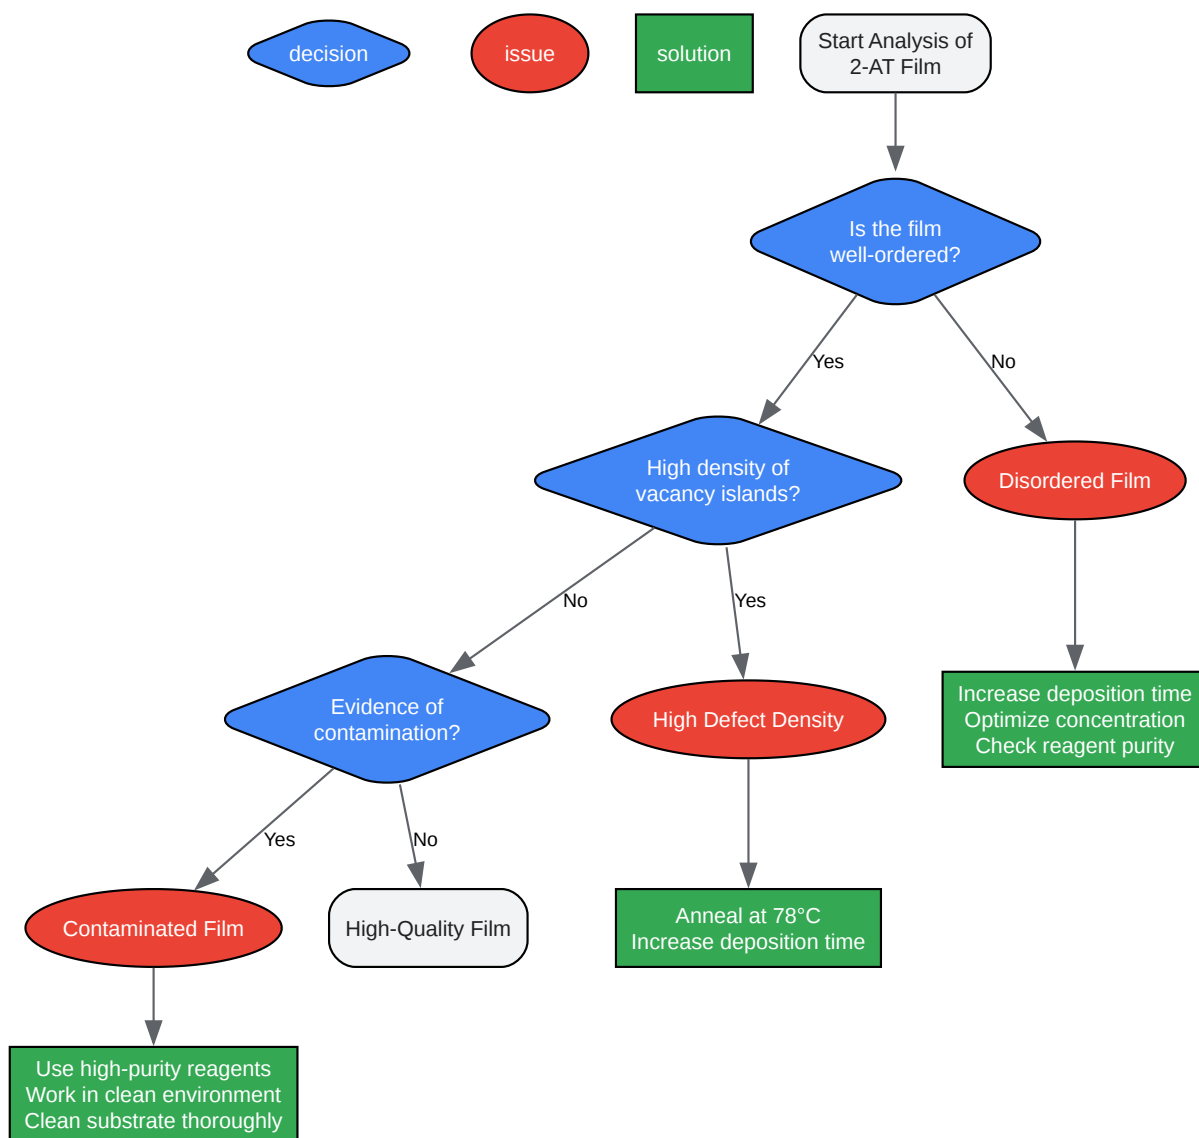 decision
issue
solution
Start Analysis of
2-AT Film
Is the film
well-ordered?
Yes
No
High density of
vacancy islands?
Disordered Film
No
Yes
Evidence of
contamination?
High Defect Density
Increase deposition time
Optimize concentration
Check reagent purity
Yes
No
Contaminated Film
High-Quality Film
Anneal at 78°C
Increase deposition time
Use high-purity reagents
Work in clean environment
Clean substrate thoroughly